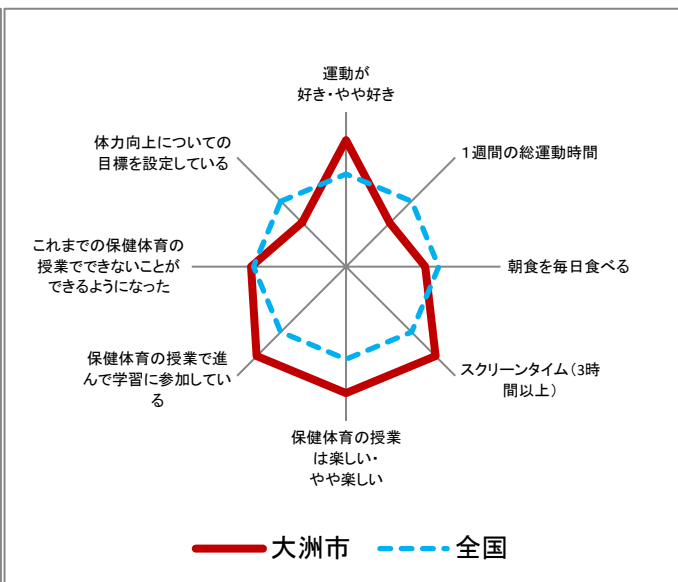 運動が
好き・やや好き
1週間の総運動時間
朝食を毎日食べる
スクリーンタイム(3時
間以上)
保健体育の授業
は楽しい・
やや楽しい
保健体育の授業で進
んで学習に参加してい
る
これまでの保健体育の
授業でできないことが
できるようになった
体力向上についての
目標を設定している
大洲市
全国